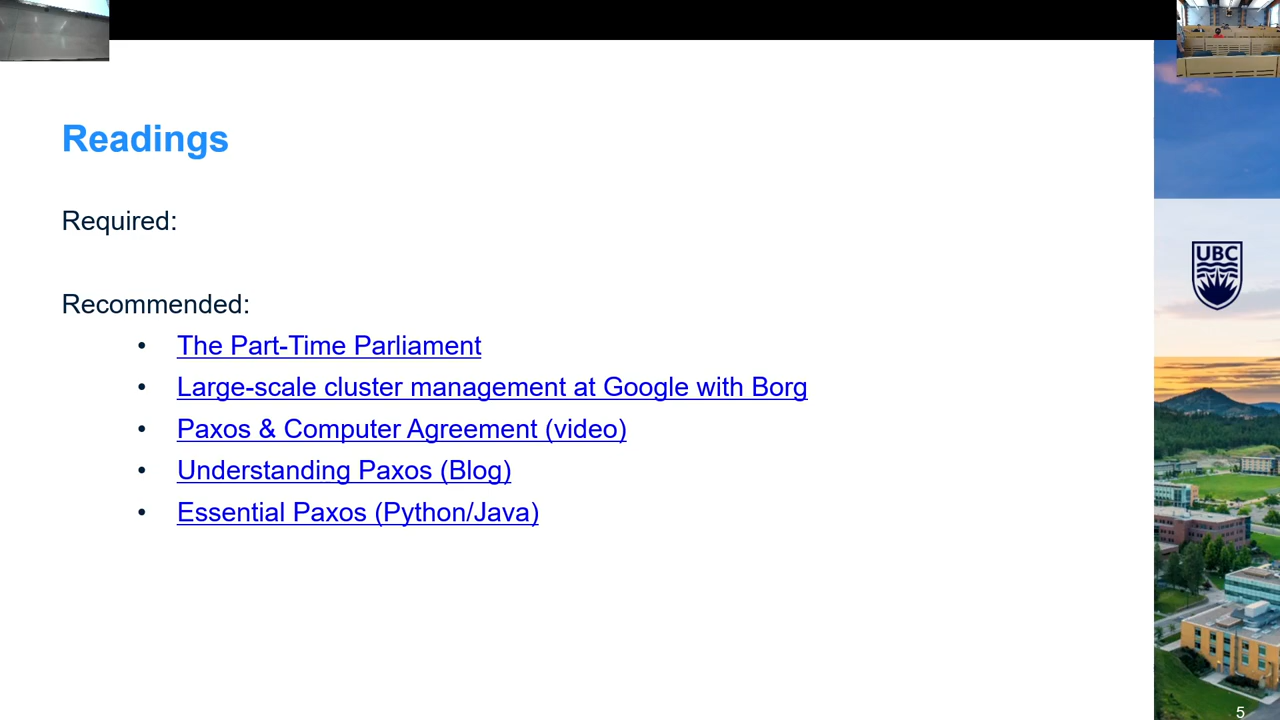 Readings
UBC
Required:
Recommended:
• The Part-Time Parliament
• Large-scale cluster management at Google with Borg
• Paxos & Computer Agreement (video)
• Understanding Paxos (Blog)
• Essential Paxos (Python/Java)
5